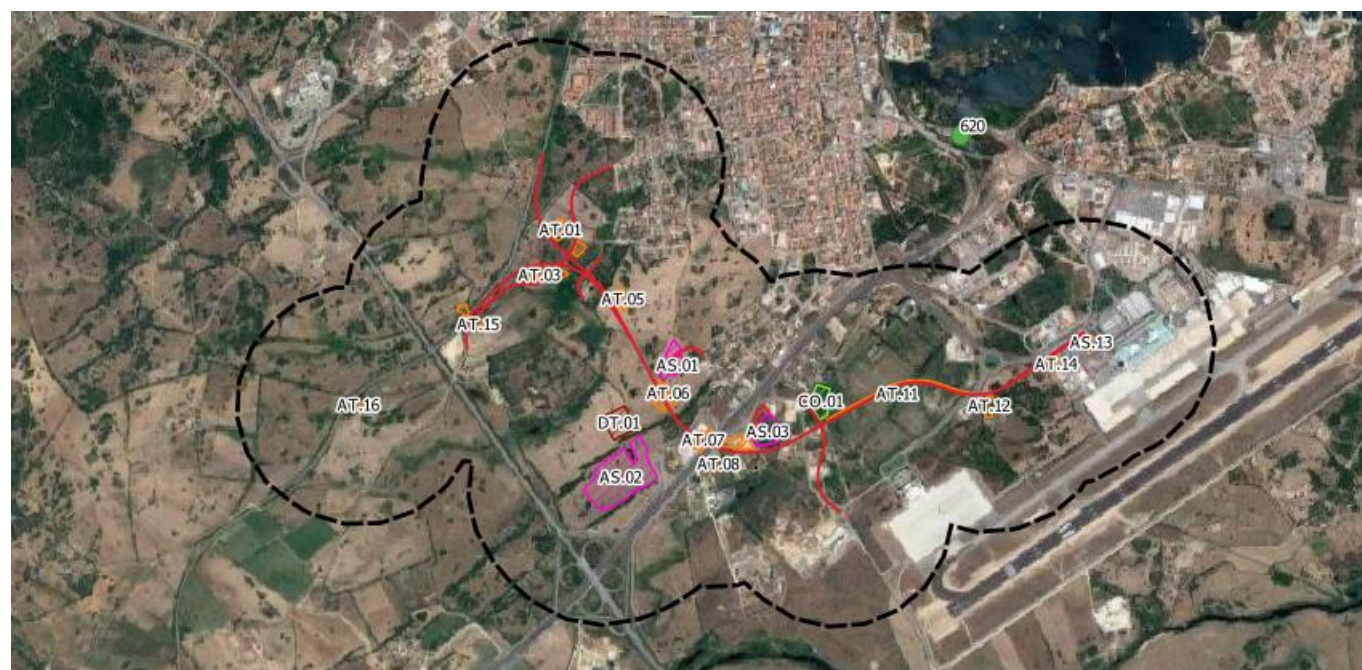 620
AT.01
AT.03
AT.05
AT.15
AS.13
AT.14
AS.01
AT.06
AT.11
CO.01
AT.12
AT.16
DT.01
AS.03
AT.07
AT.08
AS.02